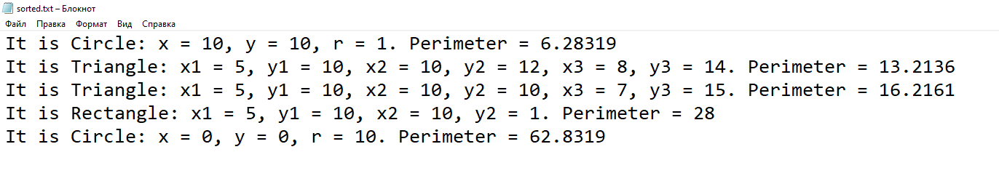 sorted.txt – Блокнот
Файл Правка Формат Вид Справка
It is Circle: x = 10, y = 10, r = 1. Perimeter = 6.28319
It is Triangle: x1 = 5, y1 = 10, x2 = 10, y2 = 12, x3 = 8, y3 = 14. Perimeter = 13.2136
It is Triangle: x1 = 5, y1 = 10, x2 = 10, y2 = 10, x3 = 7, y3 = 15. Perimeter = 16.2161
It is Rectangle: x1 = 5, y1 = 10, x2 = 10, y2 = 1. Perimeter = 28
It is Circle: x = 0, y = 0, r = 10. Perimeter = 62.8319